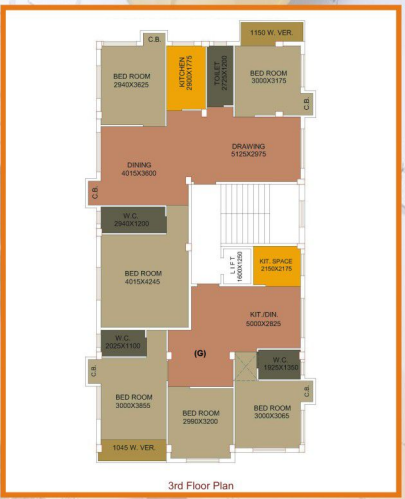 1150 W. VER.
C.B.
BED ROOM
2940X3625
KITCHEN
2900X1775
TOILET
2725X1200
BED ROOM
3000X3175
C.B.
DRAWING
5125X2975
DINING
4015X3600
C.B.
W.C.
2940X1200
BED ROOM
4015X4245
LIFT
1600X1250
KIT. SPACE
2150X2175
KIT./DIN.
5000X2825
W.C.
2025X1100
(G)
W.C.
1925X1350
C.B.
BED ROOM
3000X3855
C.B.
BED ROOM
2990X3200
BED ROOM
3000X3065
1045 W. VER.
3rd Floor Plan